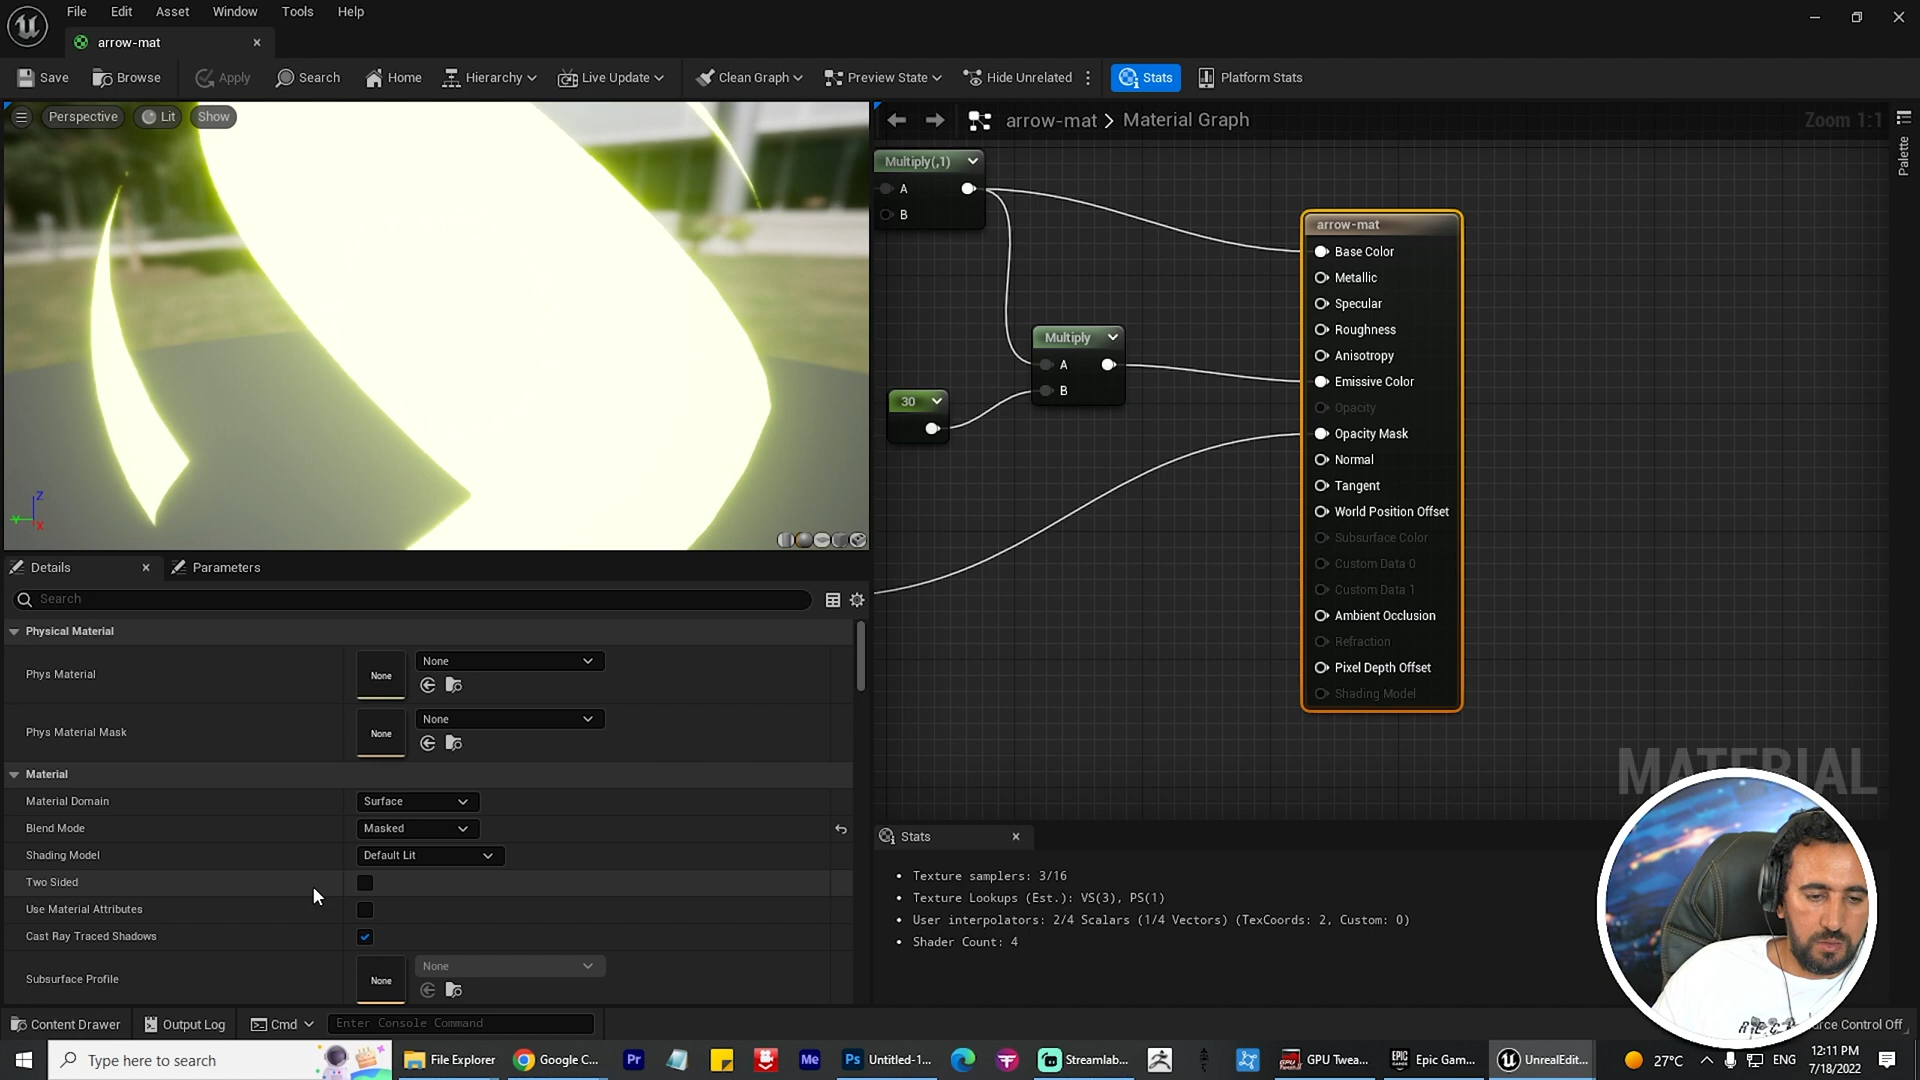 File Edit Asset Window Tools Help
arrow-mat
Save Browse Apply Search Home Hierarchy Live Update Clean Graph Preview State Hide Unrelated Stats Platform Stats
Perspective Lit Show
arrow-mat > Material Graph
Zoom 1:1
Palette
Multiply(,1)
A
B
Multiply
A
B
30
arrow-mat
Base Color
Metallic
Specular
Roughness
Anisotropy
Emissive Color
Opacity
Opacity Mask
Normal
Tangent
World Position Offset
Subsurface Color
Custom Data 0
Custom Data 1
Ambient Occlusion
Refraction
Pixel Depth Offset
Shading Model
MATERIAL
Z
Y
X
Details Parameters
Search
Physical Material
Phys Material None None
Phys Material Mask None None
Material
Material Domain Surface
Blend Mode Masked
Shading Model Default Lit
Two Sided
Use Material Attributes
Cast Ray Traced Shadows
Subsurface Profile None None
Stats
• Texture samplers: 3/16
• Texture Lookups (Est.): VS(3), PS(1)
• User interpolators: 2/4 Scalars (1/4 Vectors) (TexCoords: 2, Custom: 0)
• Shader Count: 4
Content Drawer Output Log Cmd Enter Console Command
urce Control Off
Type here to search
File Explorer Google C... Pr Me Ps Untitled-1... Streamlab... GPU Twea... EPIC Epic Gam... UnrealEdit...
27°C ENG
12:11 PM
7/18/2022